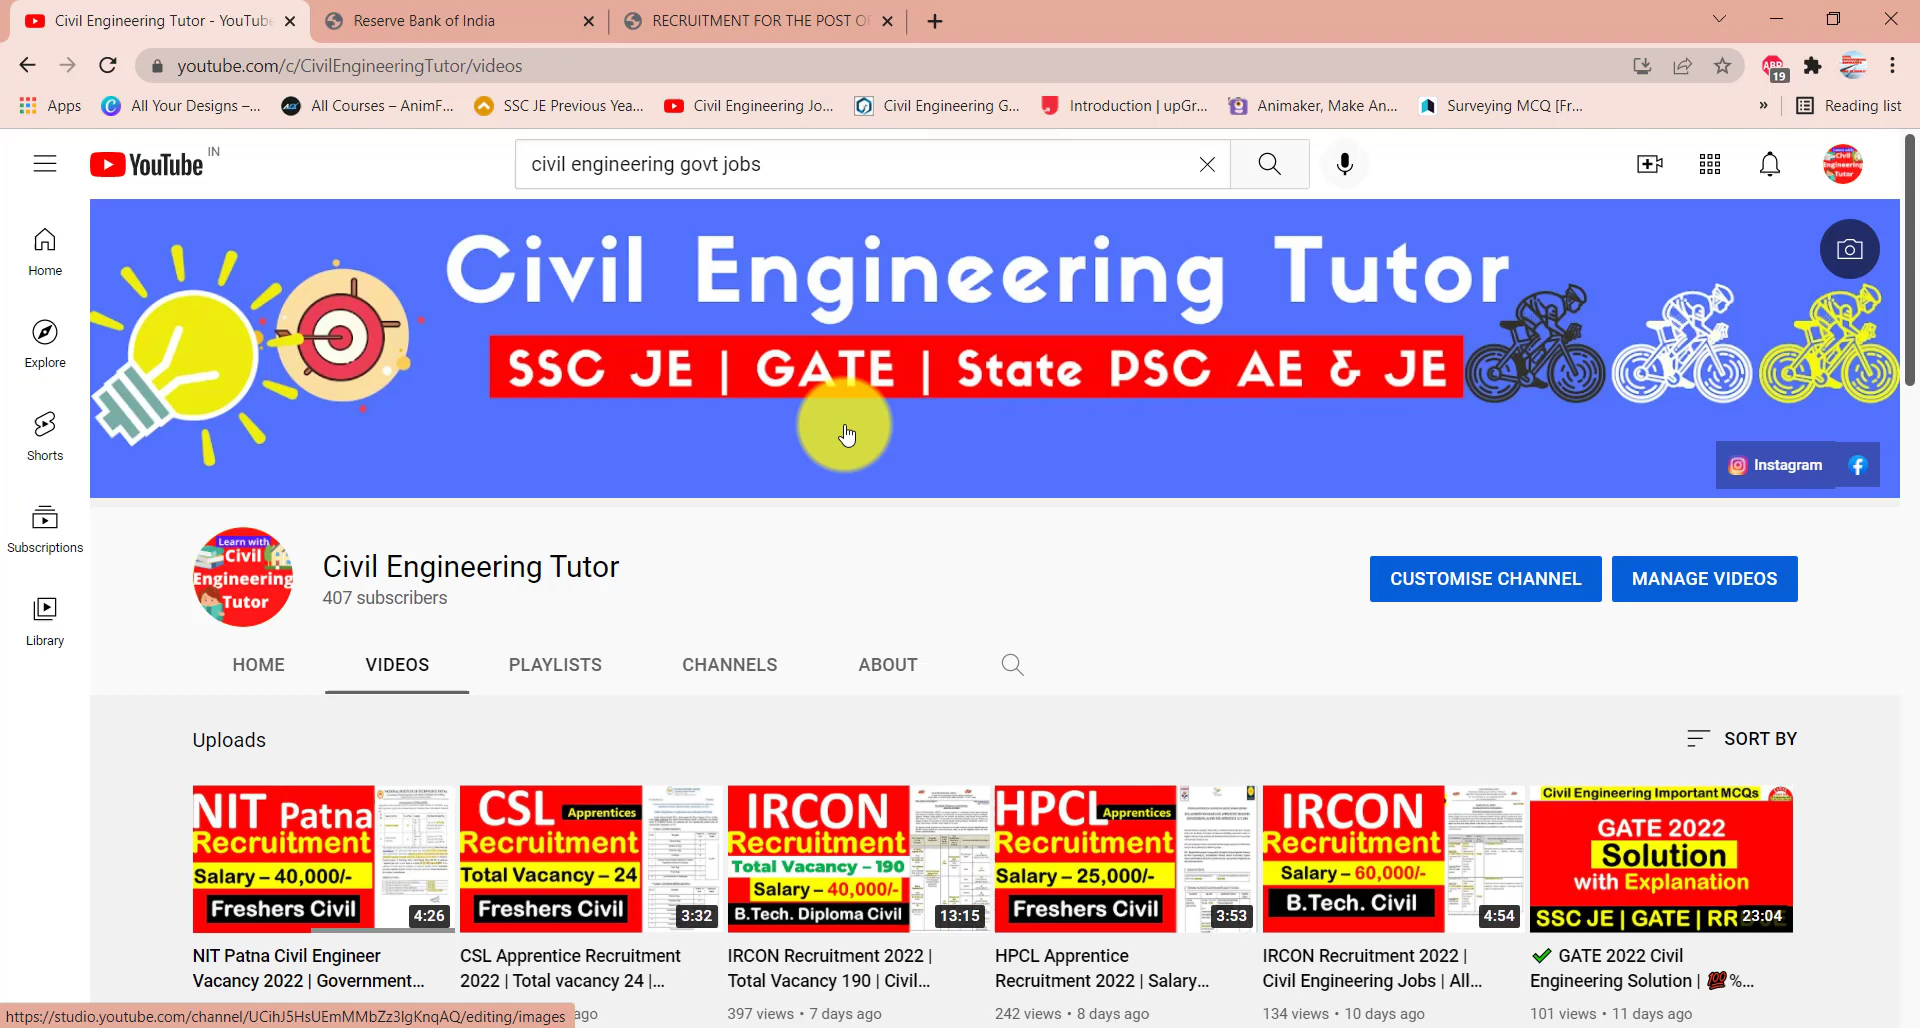 Civil Engineering Tutor - YouTube
Reserve Bank of India
RECRUITMENT FOR THE POST OF
youtube.com/c/CivilEngineeringTutor/videos
19
Apps
All Your Designs –...
All Courses – AnimF...
SSC JE Previous Yea...
Civil Engineering Jo...
Civil Engineering G...
Introduction | upGr...
Animaker, Make An...
Surveying MCQ [Fr...
»
Reading list
YouTube IN
civil engineering govt jobs
Home
Explore
Shorts
Subscriptions
Library
Civil Engineering Tutor
SSC JE | GATE | State PSC AE & JE
Instagram
Learn with
Civil
Engineering
Tutor
Civil Engineering Tutor
407 subscribers
CUSTOMISE CHANNEL
MANAGE VIDEOS
HOME
VIDEOS
PLAYLISTS
CHANNELS
ABOUT
Uploads
SORT BY
NIT Patna
Recruitment
Salary – 40,000/-
Freshers Civil
4:26
CSL Apprentices
Recruitment
Total Vacancy – 24
Freshers Civil
3:32
IRCON
Recruitment
Total Vacancy – 190
Salary – 40,000/-
B.Tech. Diploma Civil
13:15
HPCL Apprentices
Recruitment
Salary – 25,000/-
Freshers Civil
3:53
IRCON
Recruitment
Salary – 60,000/-
B.Tech. Civil
4:54
Civil Engineering Important MCQs
GATE 2022
Solution
with Explanation
SSC JE | GATE | RR
23:04
NIT Patna Civil Engineer
Vacancy 2022 | Government...
CSL Apprentice Recruitment
2022 | Total vacancy 24 |...
ago
IRCON Recruitment 2022 |
Total Vacancy 190 | Civil...
397 views • 7 days ago
HPCL Apprentice
Recruitment 2022 | Salary...
242 views • 8 days ago
IRCON Recruitment 2022 |
Civil Engineering Jobs | All...
134 views • 10 days ago
✔ GATE 2022 Civil
Engineering Solution | 💯%...
101 views • 11 days ago
https://studio.youtube.com/channel/UCihJ5HsUEmMMbZz3lgKnqAQ/editing/images